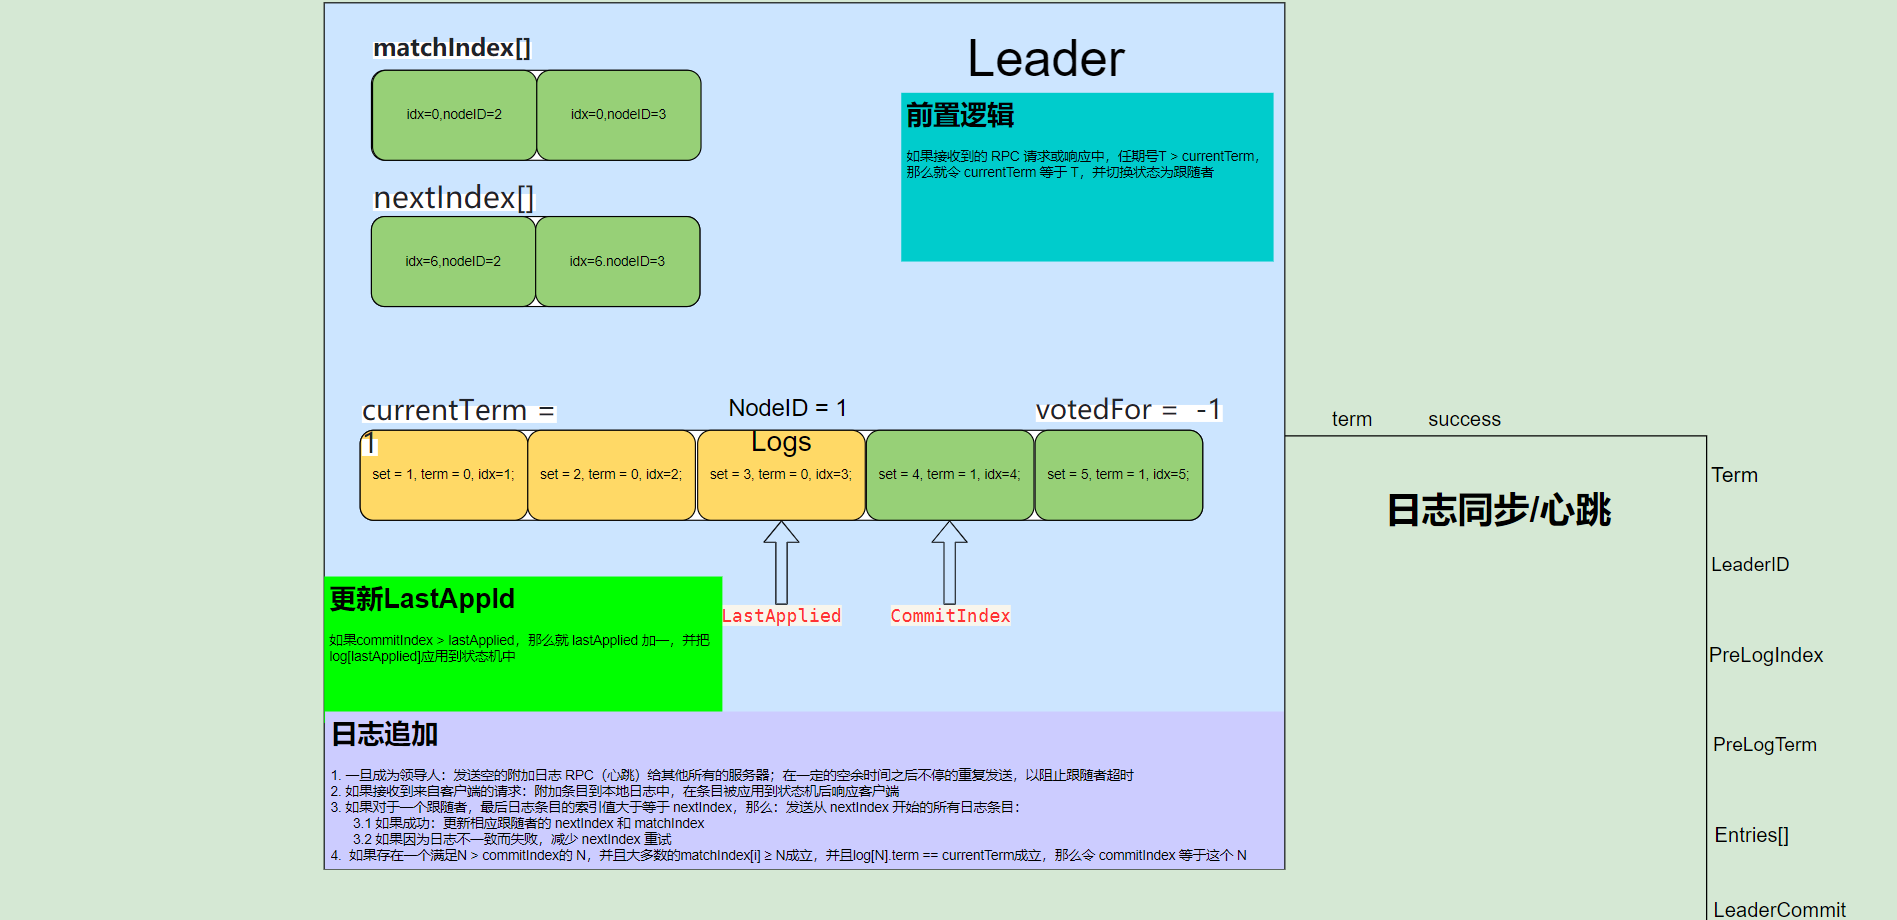 matchIndex[]
Leader
idx=0,nodeID=2
idx=0,nodeID=3
前置逻辑
如果接收到的 RPC 请求或响应中，任期号T > currentTerm，
那么就令 currentTerm 等于 T，并切换状态为跟随者
nextIndex[]
idx=6,nodeID=2
idx=6.nodeID=3
currentTerm =
1
NodeID = 1
votedFor = -1
Logs
set = 1, term = 0, idx=1;
set = 2, term = 0, idx=2;
set = 3, term = 0, idx=3;
set = 4, term = 1, idx=4;
set = 5, term = 1, idx=5;
LastApplied
CommitIndex
更新LastAppId
如果commitIndex > lastApplied，那么就 lastApplied 加一，并把
log[lastApplied]应用到状态机中
日志追加
1. 一旦成为领导人：发送空的附加日志 RPC（心跳）给其他所有的服务器；在一定的空余时间之后不停的重复发送，以阻止跟随者超时
2. 如果接收到来自客户端的请求：附加条目到本地日志中，在条目被应用到状态机后响应客户端
3. 如果对于一个跟随者，最后日志条目的索引值大于等于 nextIndex，那么：发送从 nextIndex 开始的所有日志条目：
3.1 如果成功：更新相应跟随者的 nextIndex 和 matchIndex
3.2 如果因为日志不一致而失败，减少 nextIndex 重试
4. 如果存在一个满足N > commitIndex的 N，并且大多数的matchIndex[i] ≥ N成立，并且log[N].term == currentTerm成立，那么令 commitIndex 等于这个 N
term
success
日志同步/心跳
Term
LeaderID
PreLogIndex
PreLogTerm
Entries[]
LeaderCommit